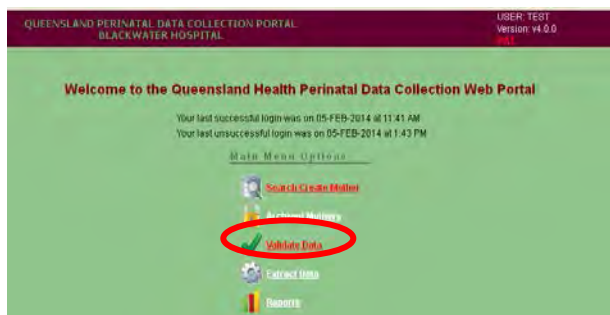 QUEENSLAND PERINATAL DATA COLLECTION PORTAL
BLACKWATER HOSPITAL
USER: TEST
Version: v4.0.0
Welcome to the Queensland Health Perinatal Data Collection Web Portal
Your last successful login was on 05-FEB-2014 at 11:41 AM
Your last unsuccessful login was on 05-FEB-2014 at 1:43 PM
Main Menu Options
Search Create Mother
Archived Mothers
Validate Data
Extract Data
Reports